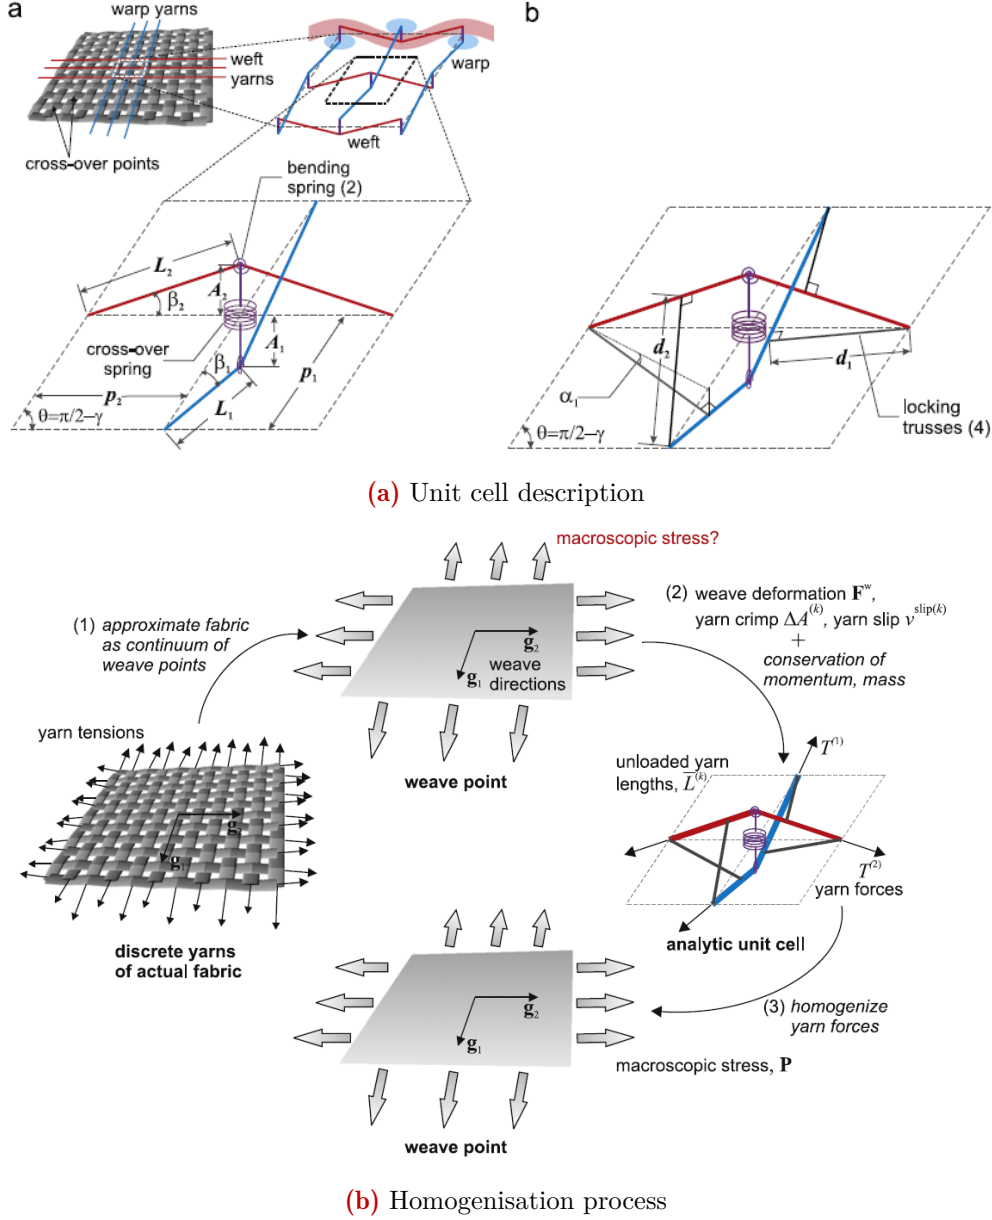 a
warp yarns
weft
yarns
cross-over points
warp
weft
bending
spring (2)
L₂
β₂
A₂
cross-over
spring
A₁
β₁
p₁
p₂
L₁
θ=π/2−γ
b
d₂
d₁
α₁
locking
trusses (4)
θ=π/2−γ
(a) Unit cell description
macroscopic stress?
(1) approximate fabric
as continuum of
weave points
g₂
g₁
weave
directions
weave point
(2) weave deformation Fʷ,
yarn crimp ΔA⁽ᵏ⁾, yarn slip νˢˡⁱᵖ⁽ᵏ⁾
+
conservation of
momentum, mass
yarn tensions
g₂
g₁
discrete yarns
of actual fabric
unloaded yarn
lengths, L̅⁽ᵏ⁾
T⁽¹⁾
T⁽²⁾
yarn forces
analytic unit cell
(3) homogenize
yarn forces
g₂
g₁
macroscopic stress, P
weave point
(b) Homogenisation process